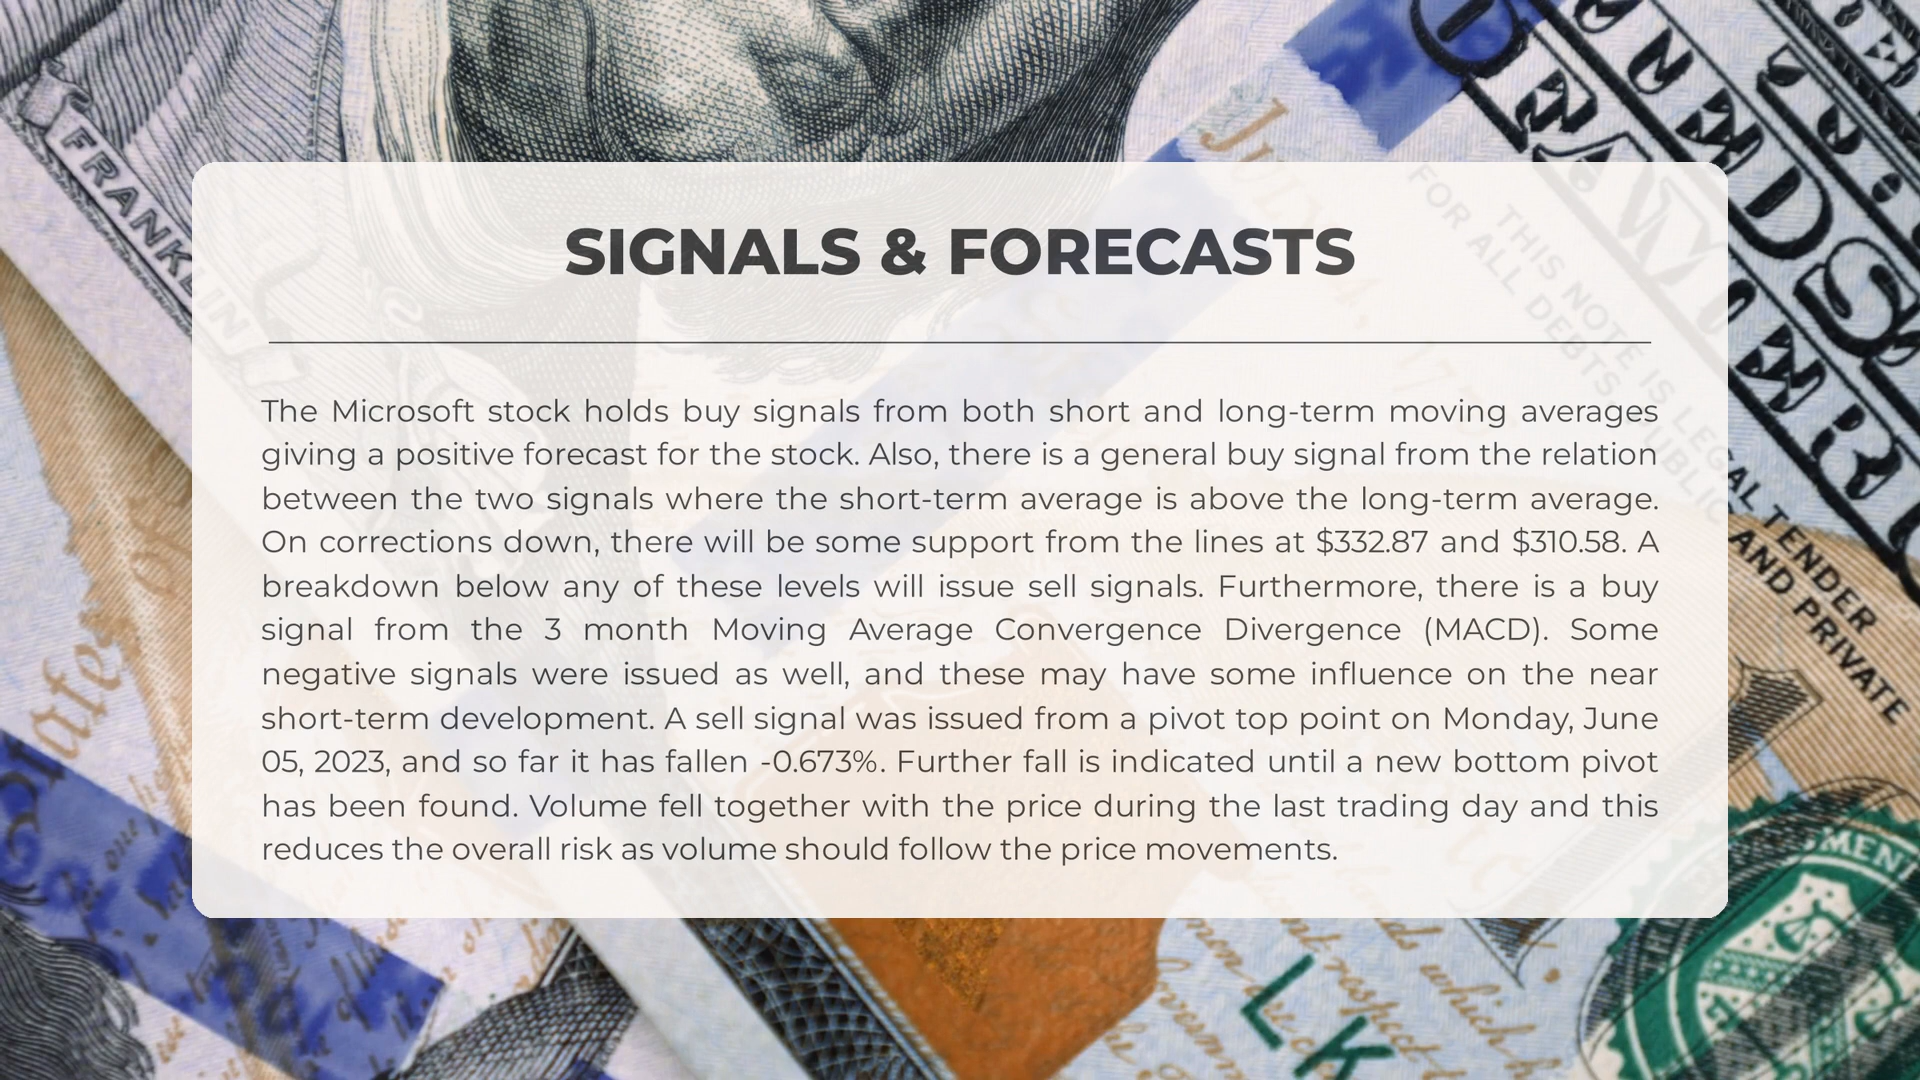 FRANKLIN
JULY 4, 17
THIS NOTE IS LEGAL TENDER
FOR ALL DEBTS, PUBLIC AND PRIVATE
SIGNALS & FORECASTS
The Microsoft stock holds buy signals from both short and long-term moving averages
giving a positive forecast for the stock. Also, there is a general buy signal from the relation
between the two signals where the short-term average is above the long-term average.
On corrections down, there will be some support from the lines at $332.87 and $310.58. A
breakdown below any of these levels will issue sell signals. Furthermore, there is a buy
signal from the 3 month Moving Average Convergence Divergence (MACD). Some
negative signals were issued as well, and these may have some influence on the near
short-term development. A sell signal was issued from a pivot top point on Monday, June
05, 2023, and so far it has fallen -0.673%. Further fall is indicated until a new bottom pivot
has been found. Volume fell together with the price during the last trading day and this
reduces the overall risk as volume should follow the price movements.
L K